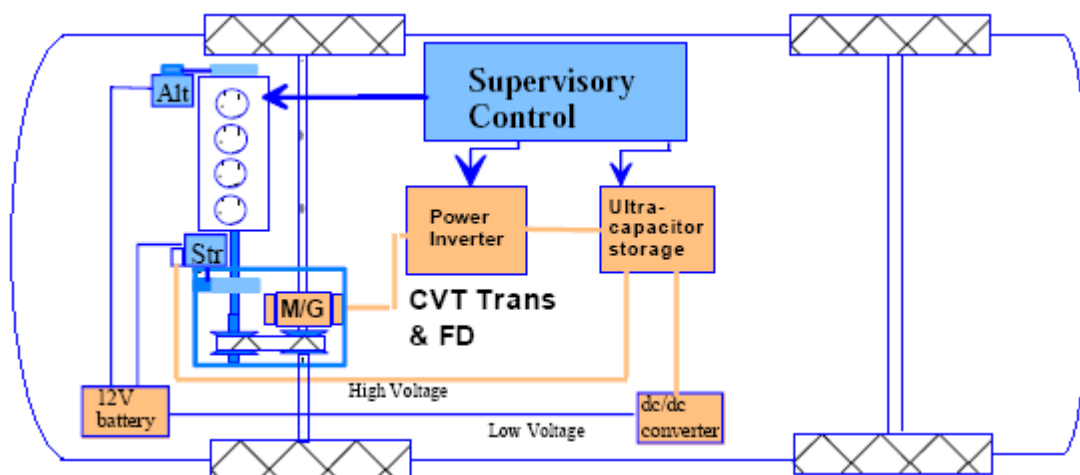 Alt
Supervisory
Control
Power
Inverter
Ultra-
capacitor
storage
Str
M/G
CVT Trans
& FD
High Voltage
12V
battery
Low Voltage
dc/dc
converter